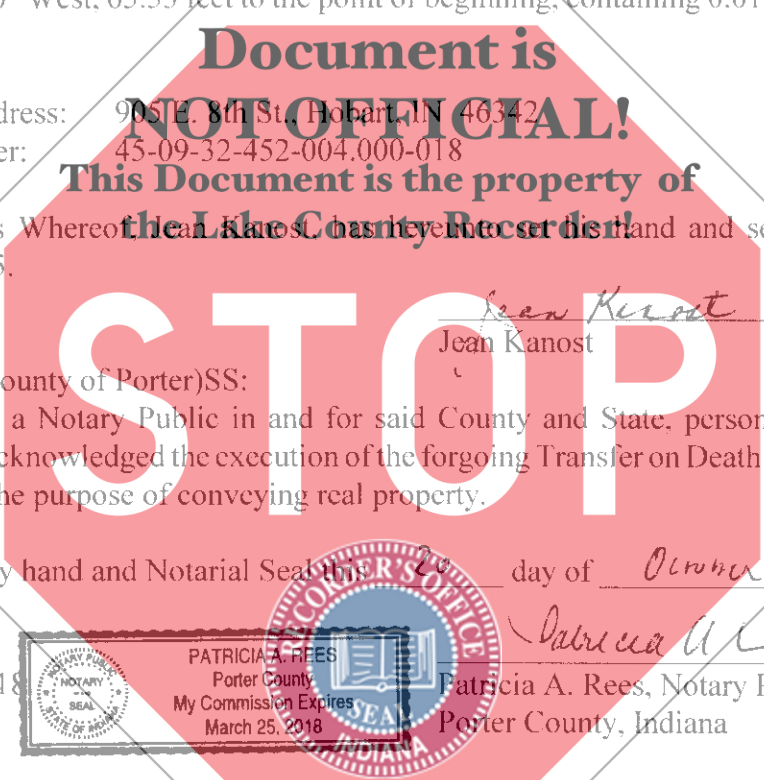 West, 65.33 feet to the point of beginning, containing 0.01
Document is
NOT OFFICIAL!
This Document is the property of
the Lake County Recorder!
dress: 905 E. 8th St., Hobart, IN 46342
er: 45-09-32-452-004.000-018
s Whereof, Jean Kanost, has hereinto set his hand and se
5.
Jean Kanost
Jean Kanost
STOP
ounty of Porter)SS:
a Notary Public in and for said County and State, person
cknowledged the execution of the forgoing Transfer on Death
he purpose of conveying real property.
y hand and Notarial Seal this 20 day of October
RECORDER'S OFFICE
SEAL
INDIANA
NOTARY PUBLIC
NOTARY
SEAL
STATE OF INDIANA
PATRICIA A. REES
Porter County
My Commission Expires
March 25, 2018
Patricia A
Patricia A. Rees, Notary P
Porter County, Indiana